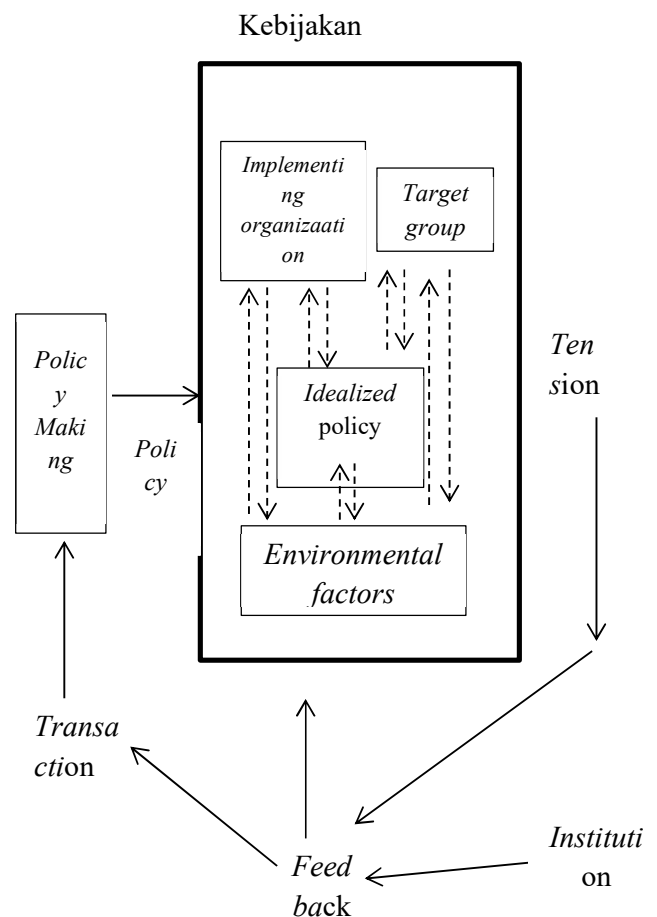 Kebijakan
Implementi
ng
organizaati
on
Target
group
Polic
y
Maki
ng
Poli
cy
Idealized
policy
Ten
sion
Environmental
factors
Transa
ction
Feed
back
Instituti
on